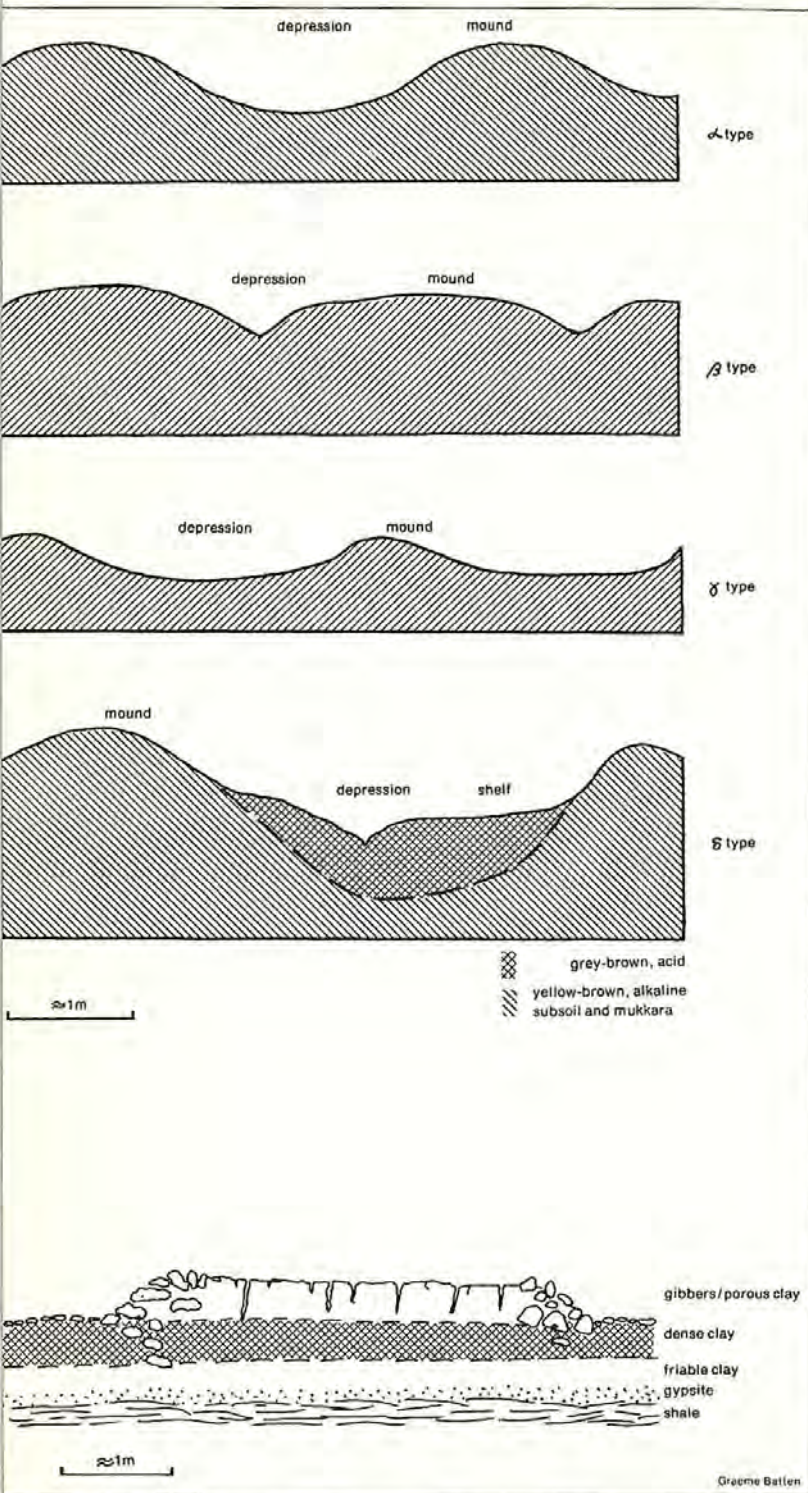 depression mound
α type
depression mound
β type
depression mound
γ type
mound
depression shelf
δ type
grey-brown, acid
yellow-brown, alkaline
subsoil and mukkara
≈1m
gibbers/porous clay
dense clay
friable clay
gypsite
shale
≈1m
Graeme Batten